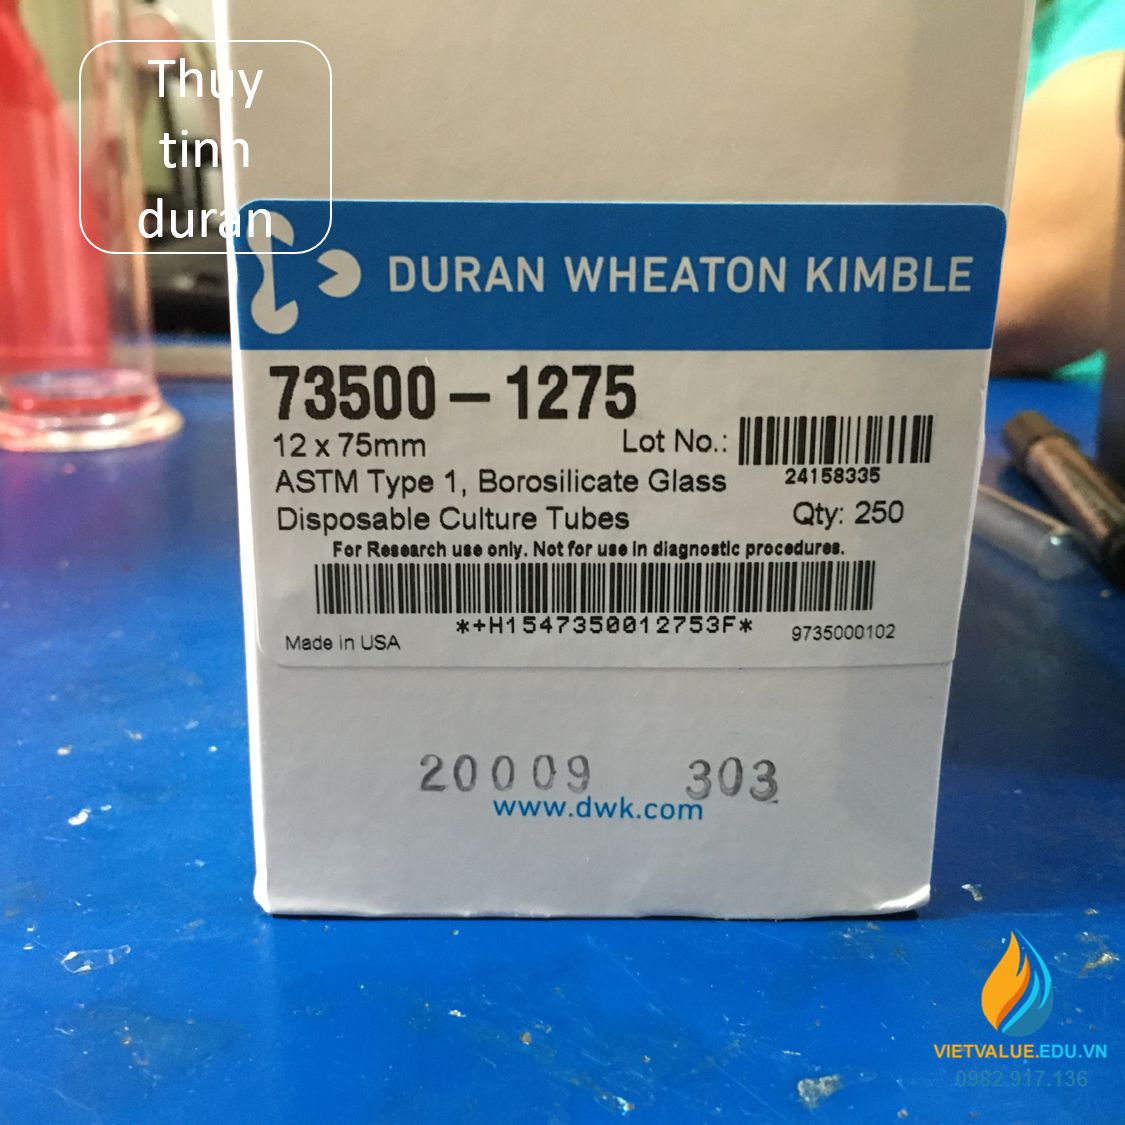 Thuy
tinh
duran
DURAN WHEATON KIMBLE
73500-1275
12 x 75mm
Lot No.:
24158335
ASTM Type 1, Borosilicate Glass
Disposable Culture Tubes
Qty: 250
For Research use only. Not for use in diagnostic procedures.
*+H1547350012753F*
Made in USA
9735000102
20009 303
www.dwk.com
VIETVALUE.EDU.VN
0982.917.136